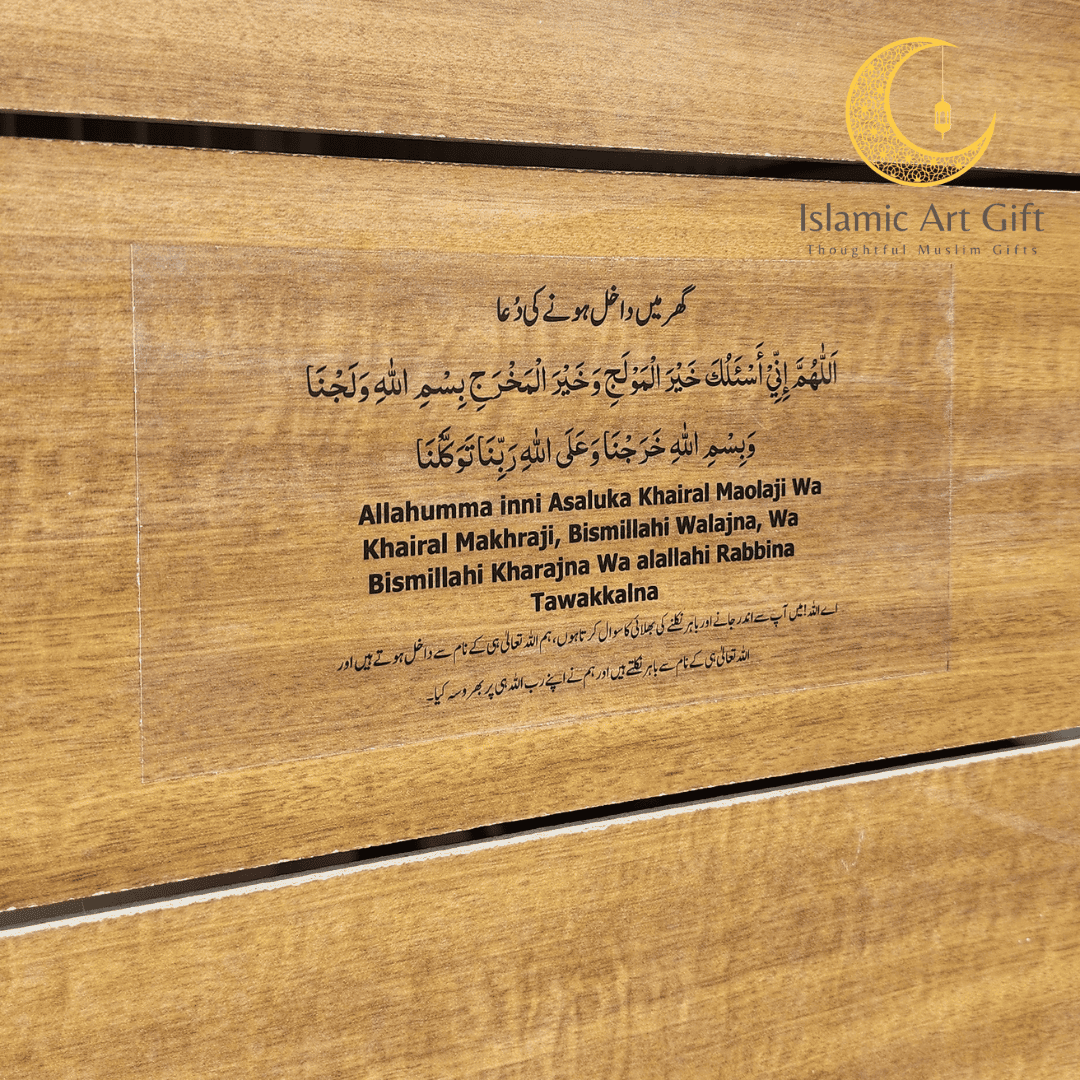 Islamic Art Gift
Thoughtful Muslim Gifts
گھر میں داخل ہونے کی دُعا
اَللّٰهُمَّ إِنِّيْ أَسْئَلُكَ خَيْرَ الْمَوْلَجِ وَخَيْرَ الْمَخْرَجِ بِسْمِ اللّٰهِ وَلَجْنَا
وَبِسْمِ اللّٰهِ خَرَجْنَا وَعَلَى اللّٰهِ رَبِّنَا تَوَكَّلْنَا
Allahumma inni Asaluka Khairal Maolaji Wa
Khairal Makhraji, Bismillahi Walajna, Wa
Bismillahi Kharajna Wa alallahi Rabbina
Tawakkalna
اے اللہ! میں آپ سے اندر جانے اور باہر نکلنے کی بھلائی کا سوال کرتا ہوں، ہم اللہ تعالیٰ ہی کے نام سے داخل ہوتے ہیں اور
اللہ تعالیٰ ہی کے نام سے باہر نکلتے ہیں اور ہم نے اپنے رب اللہ ہی پر بھروسہ کیا۔